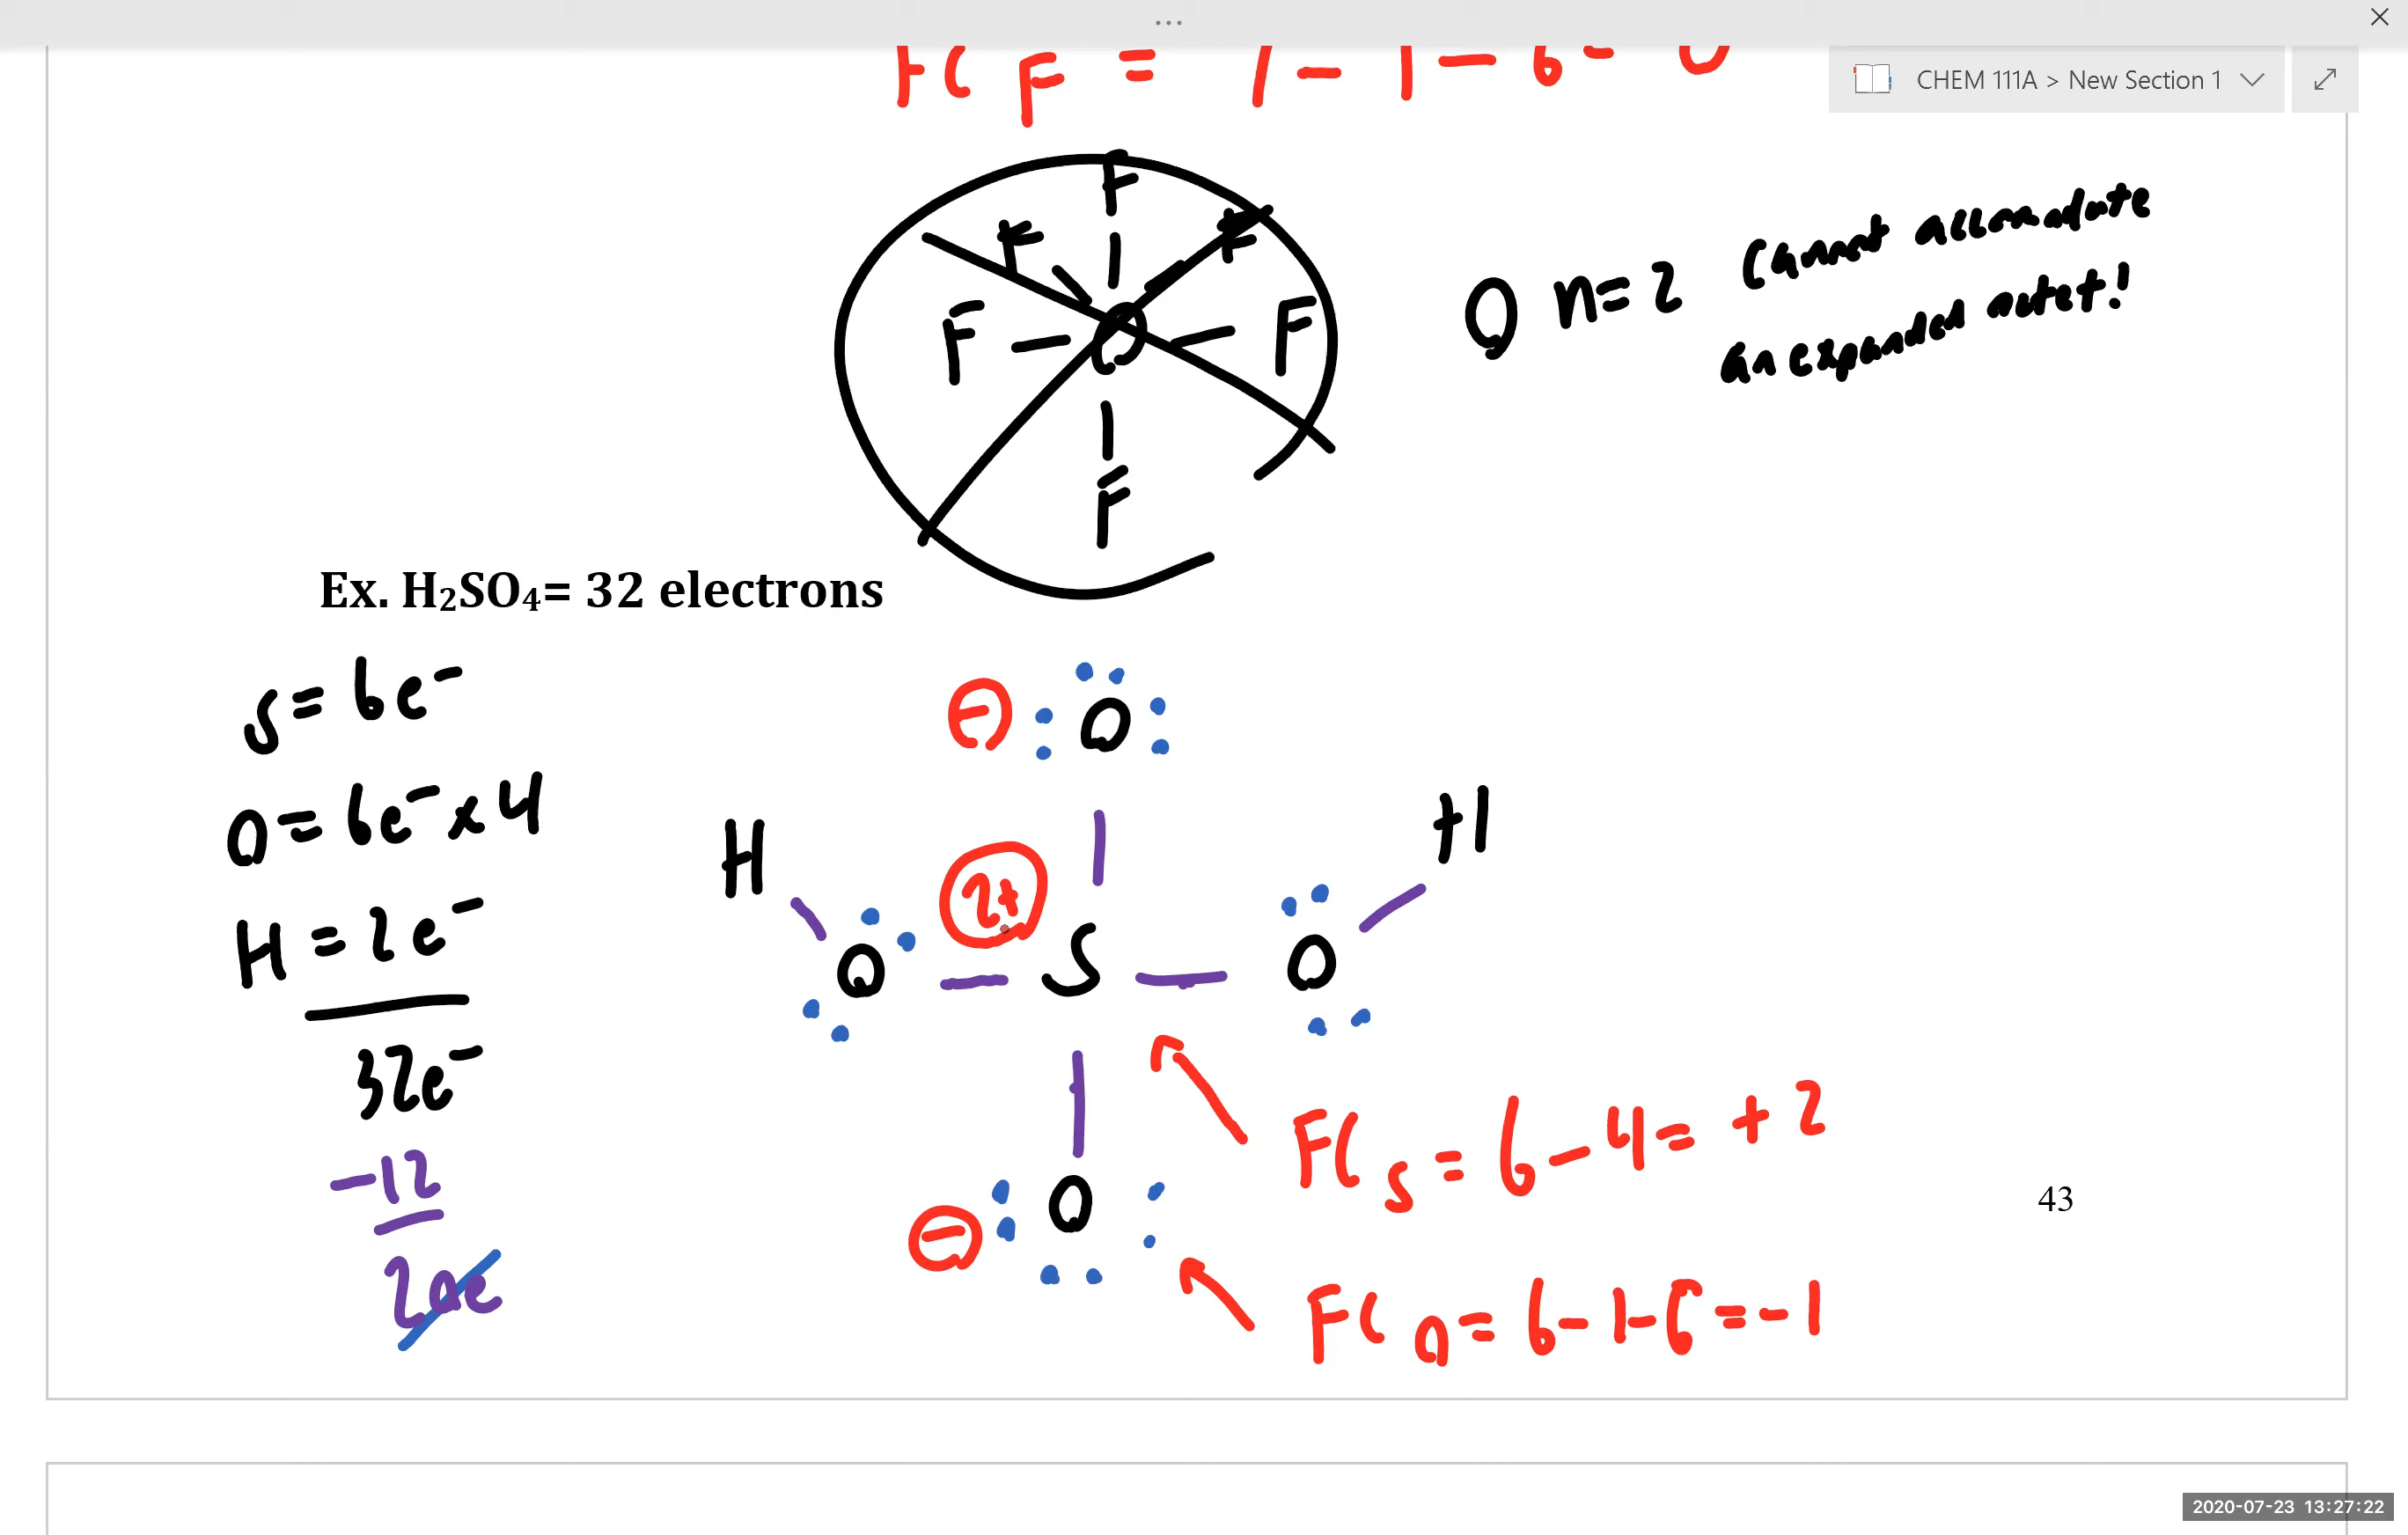 FC F = 7 - 1 - 6 = 0
CHEM 111A > New Section 1
F
F F
F - O - F
F
O n=2 Cannot accomadate
an expanded octet!
Ex. H₂SO₄= 32 electrons
S = 6e⁻
O = 6e⁻ x 4
H = 2e⁻
32e⁻
-12
20e
⊖ O
H H
2+
O - S - O
⊖ O
FC S = 6 - 4 = +2
43
FC O = 6 - 1 - 6 = -1
2020-07-23 13:27:22